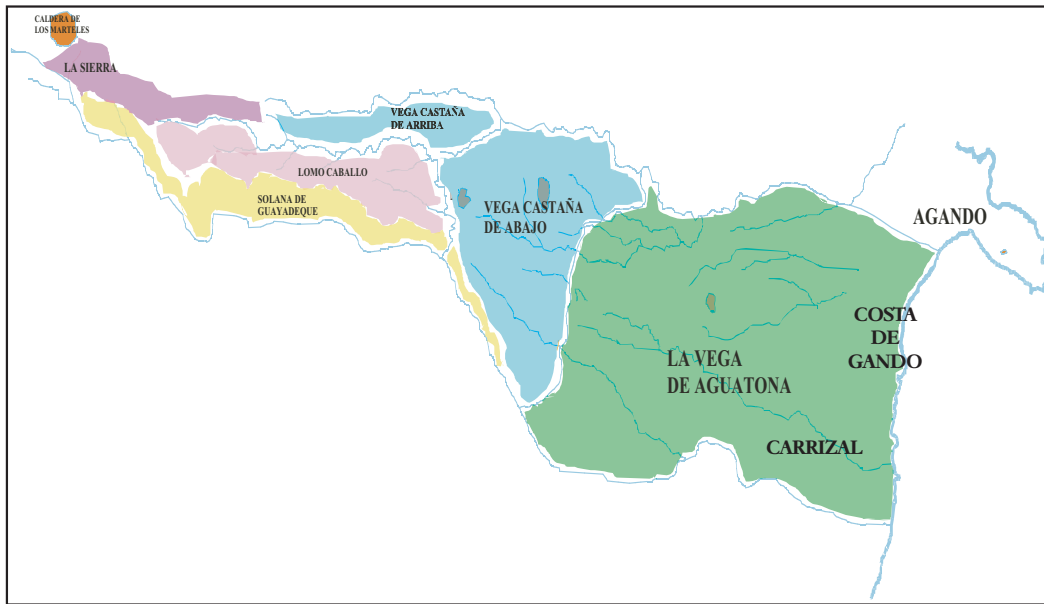 CALDERA DE
LOS MARTELES
LA SIERRA
VEGA CASTAÑA
DE ARRIBA
LOMO CABALLO
SOLANA DE
GUAYADEQUE
VEGA CASTAÑA
DE ABAJO
AGANDO
COSTA
DE
GANDO
LA VEGA
DE AGUATONA
CARRIZAL